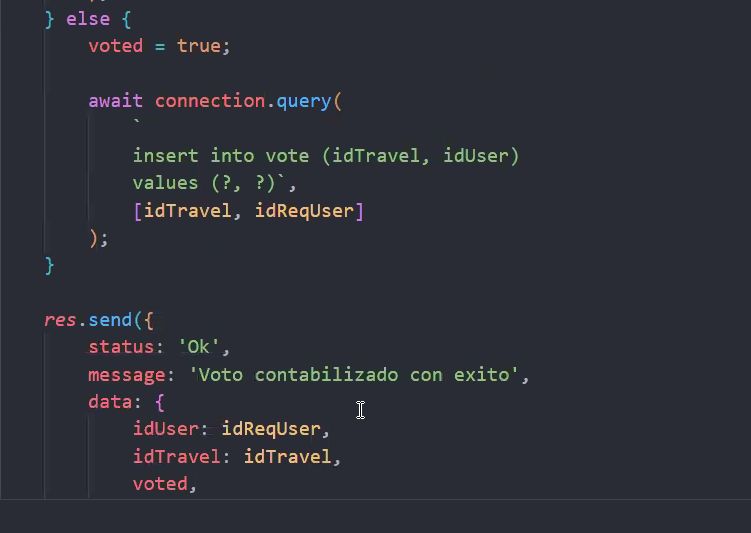 );
} else {
voted = true;
await connection.query(
`
insert into vote (idTravel, idUser)
values (?, ?)`,
[idTravel, idReqUser]
);
}
res.send({
status: 'Ok',
message: 'Voto contabilizado con exito',
data: {
idUser: idReqUser,
idTravel: idTravel,
voted,